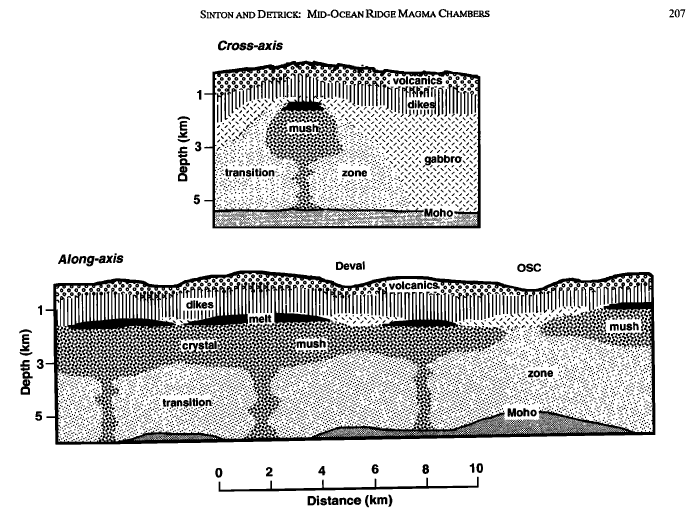 SINTON AND DETRICK: MID-OCEAN RIDGE MAGMA CHAMBERS 207
Cross-axis
volcanics
1
dikes
mush
Depth (km)
3
gabbro
transition zone
5
Moho
Along-axis
Deval OSC
volcanics
dikes
1
melt
mush
crystal mush
Depth (km)
3
zone
transition
Moho
5
0 2 4 6 8 10
Distance (km)